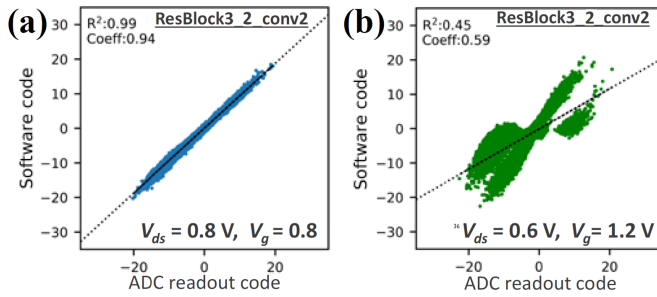 (a)
ResBlock3_2_conv2
R²:0.99
Coeff:0.94
30
20
10
0
−10
−20
−30
Software code
V_ds = 0.8 V, V_g = 0.8
−20 0 20
ADC readout code
(b)
ResBlock3_2_conv2
R²:0.45
Coeff:0.59
30
20
10
0
−10
−20
−30
Software code
V_ds = 0.6 V, V_g = 1.2 V
−20 0 20
ADC readout code